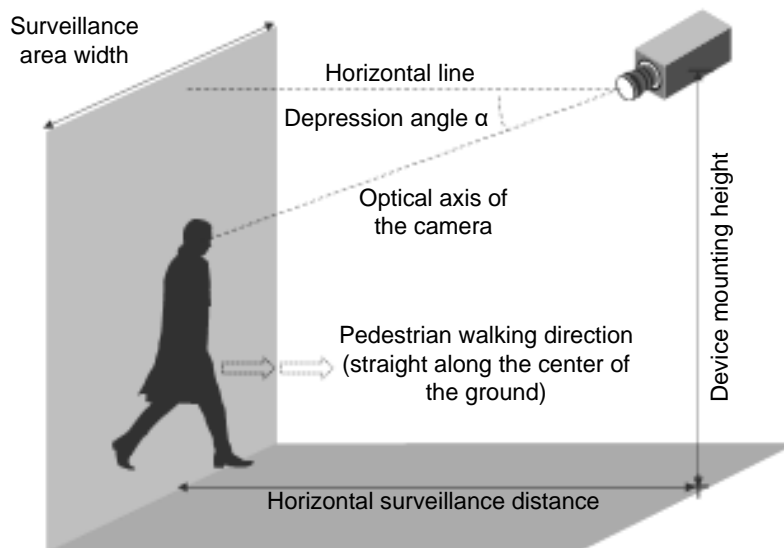 Surveillance
area width
Horizontal line
Depression angle α
Optical axis of
the camera
Device mounting height
Pedestrian walking direction
(straight along the center of
the ground)
Horizontal surveillance distance